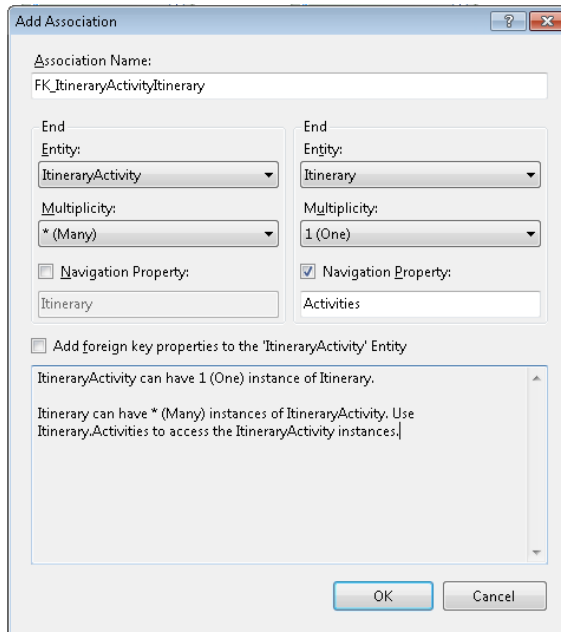 Add Association
Association Name:
FK_ItineraryActivityItinerary
End
Entity:
ItineraryActivity
Multiplicity:
* (Many)
Navigation Property:
Itinerary
End
Entity:
Itinerary
Multiplicity:
1 (One)
Navigation Property:
Activities
Add foreign key properties to the 'ItineraryActivity' Entity
ItineraryActivity can have 1 (One) instance of Itinerary.
Itinerary can have * (Many) instances of ItineraryActivity. Use
Itinerary.Activities to access the ItineraryActivity instances.
OK
Cancel